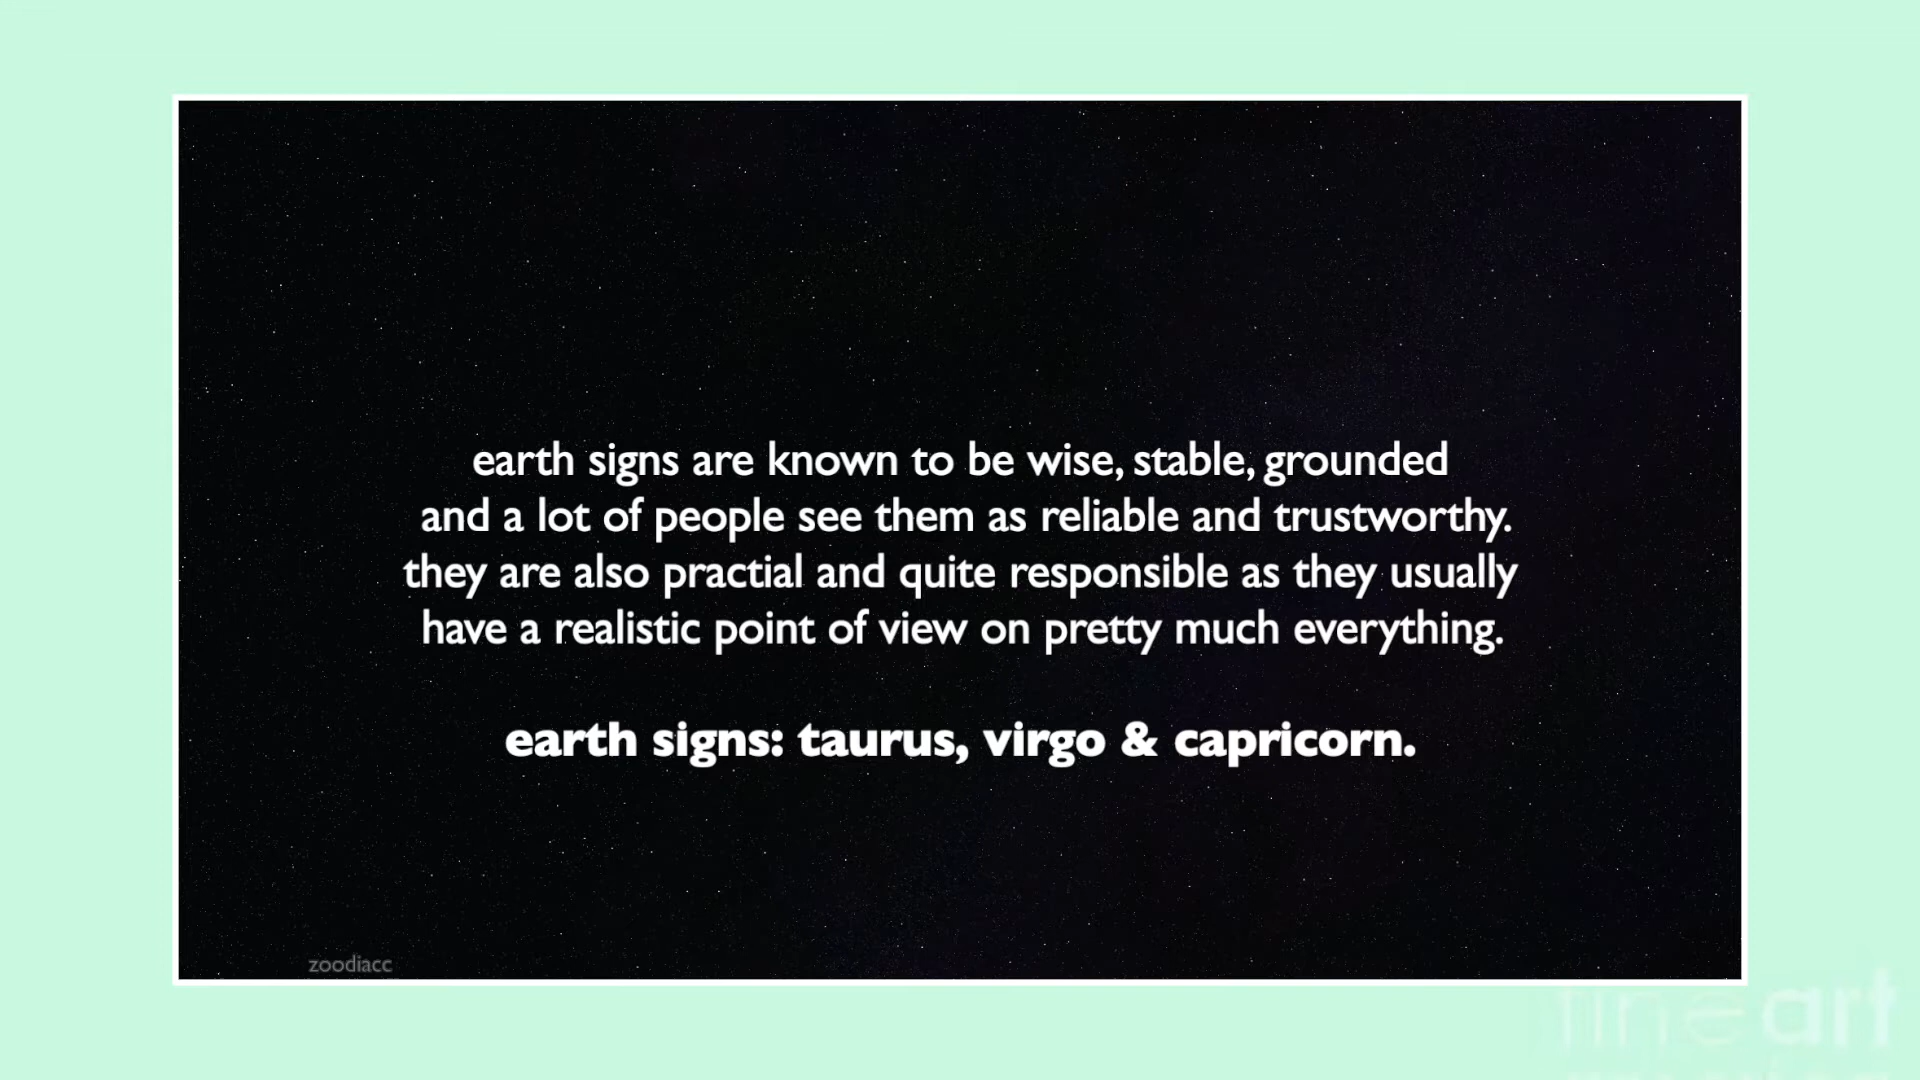 earth signs are known to be wise, stable, grounded
and a lot of people see them as reliable and trustworthy.
they are also practial and quite responsible as they usually
have a realistic point of view on pretty much everything.
earth signs: taurus, virgo & capricorn.
zoodiacc
fine art